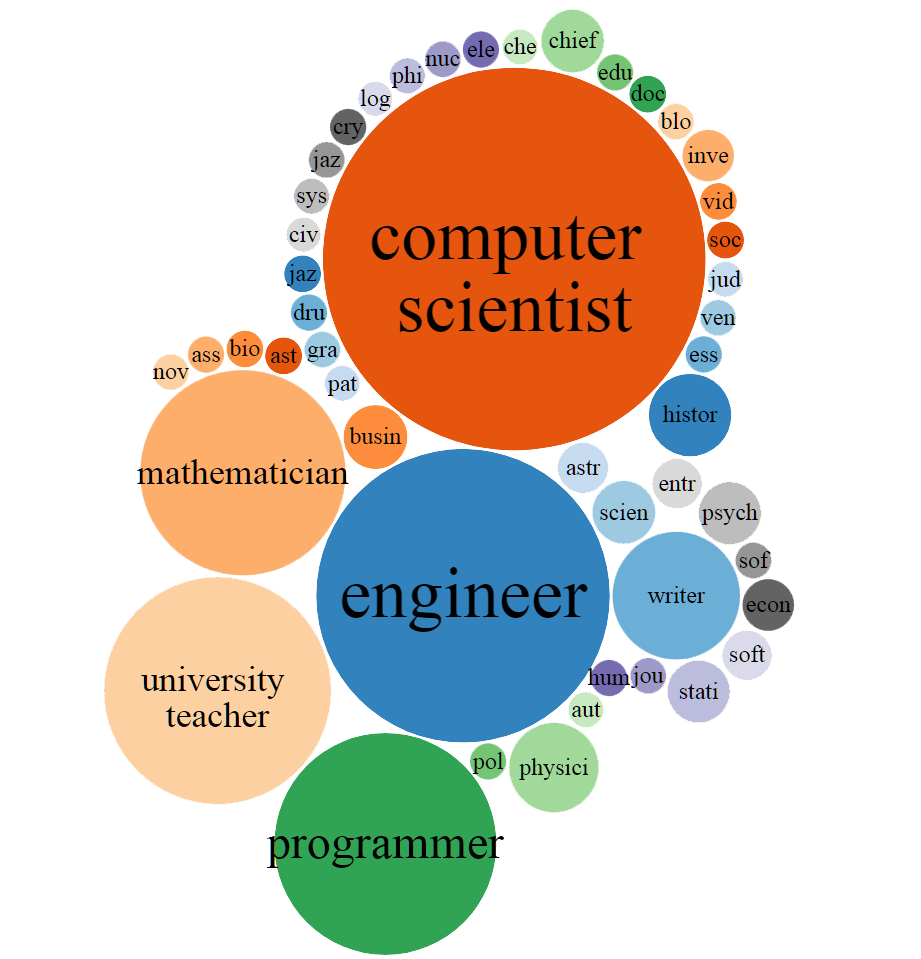 chief
che
ele
nuc
edu
phi
doc
log
blo
cry
inve
jaz
sys
vid
civ
soc
computer
scientist
jaz
jud
dru
ven
gra
bio
ess
ast
ass
nov
pat
histor
busin
mathematician
astr
entr
scien
psych
sof
engineer
writer
econ
soft
hum
jou
stati
university
teacher
aut
pol
physici
programmer